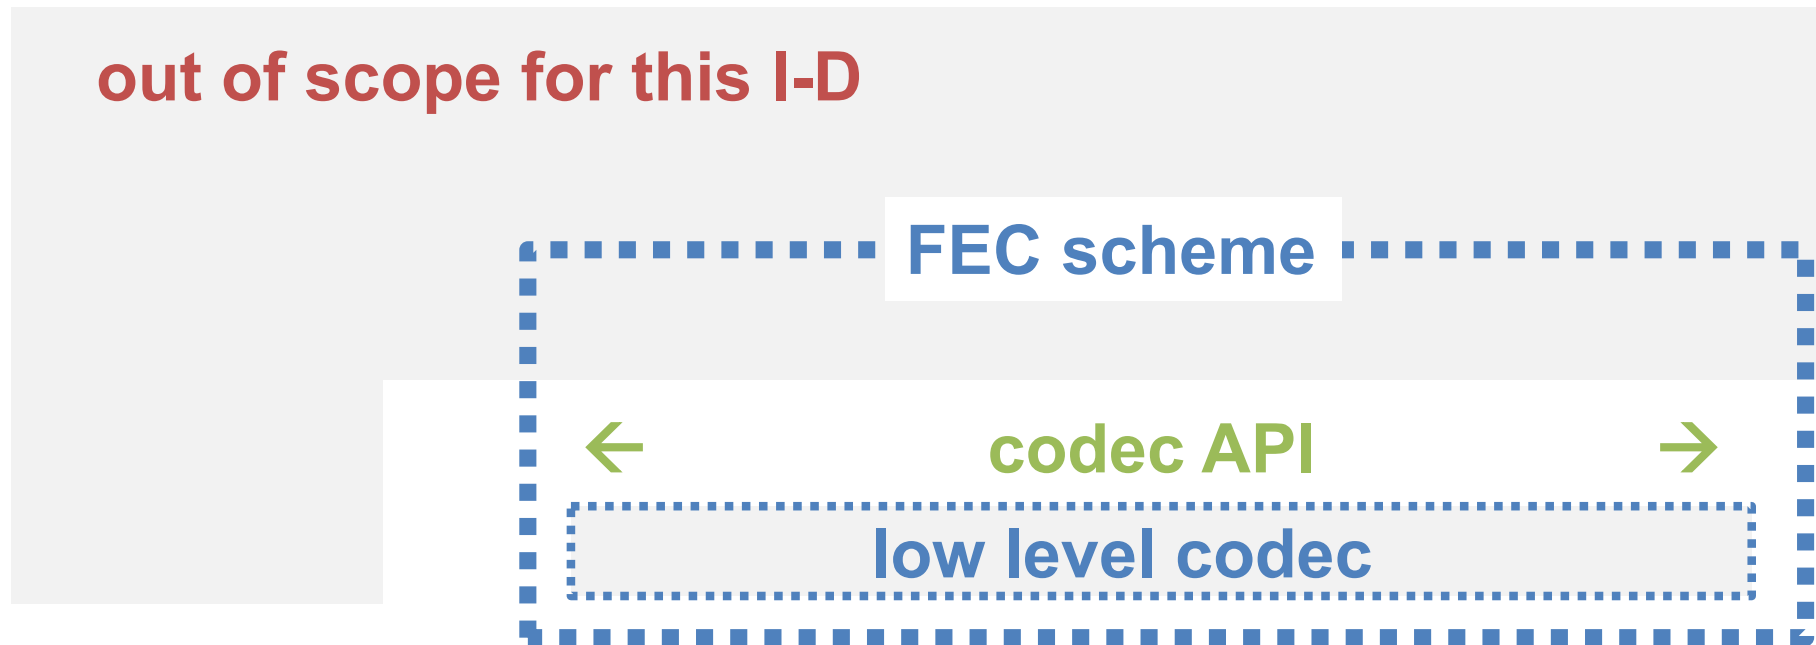 out of scope for this I-D
FEC scheme
← codec API →
low level codec